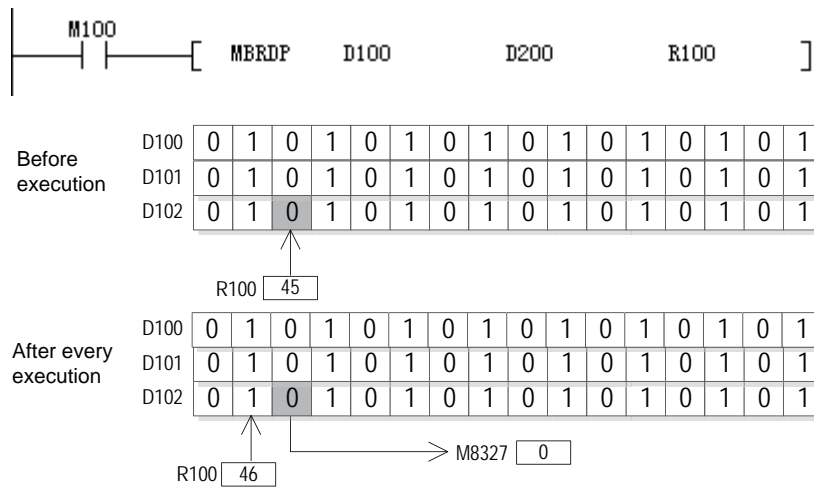 M100
MBRDP D100 D200 R100
Before execution
D100 0 1 0 1 0 1 0 1 0 1 0 1 0 1 0 1
D101 0 1 0 1 0 1 0 1 0 1 0 1 0 1 0 1
D102 0 1 0 1 0 1 0 1 0 1 0 1 0 1 0 1
R100 45
After every execution
D100 0 1 0 1 0 1 0 1 0 1 0 1 0 1 0 1
D101 0 1 0 1 0 1 0 1 0 1 0 1 0 1 0 1
D102 0 1 0 1 0 1 0 1 0 1 0 1 0 1 0 1
M8327 0
R100 46